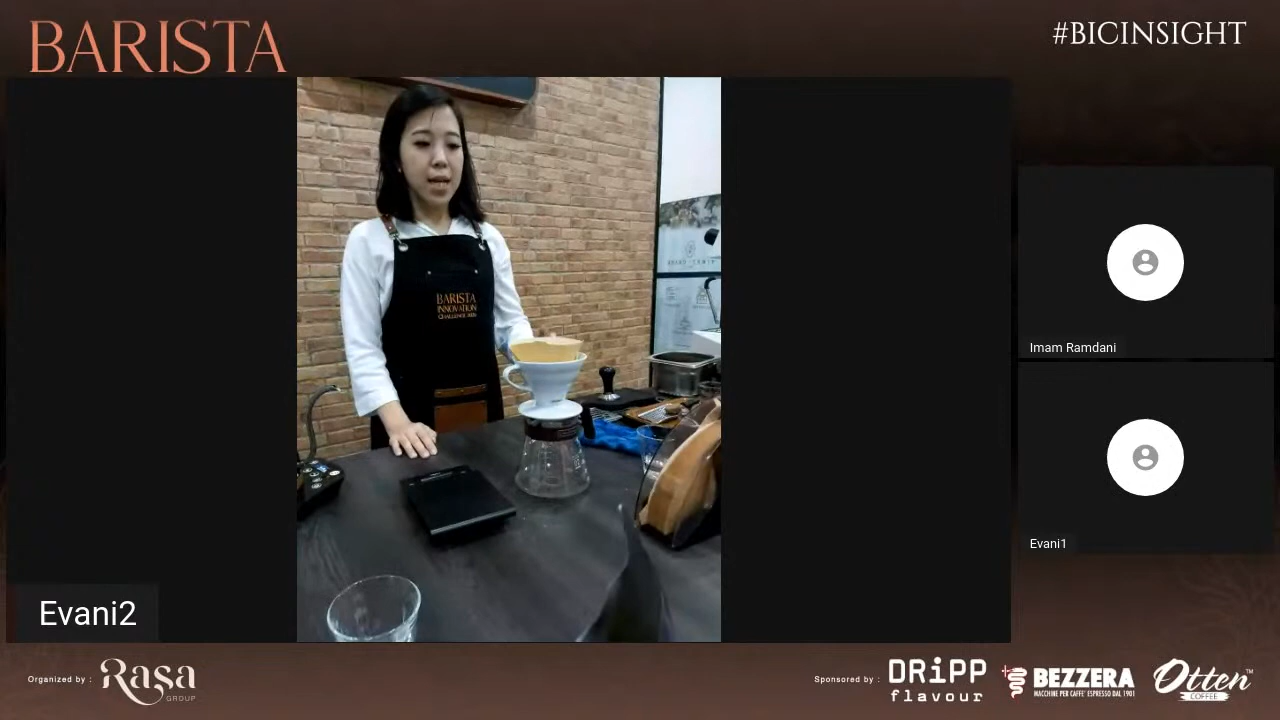 BARISTA
#BICINSIGHT
BARISTA
INNOVATION
Imam Ramdani
Evani1
Evani2
Organized by :
Rasa
GROUP
Sponsored by :
DRiPP
flavour
BEZZERA
MACCHINE PER CAFFE' ESPRESSO DAL 1901
Otten
COFFEE
TM